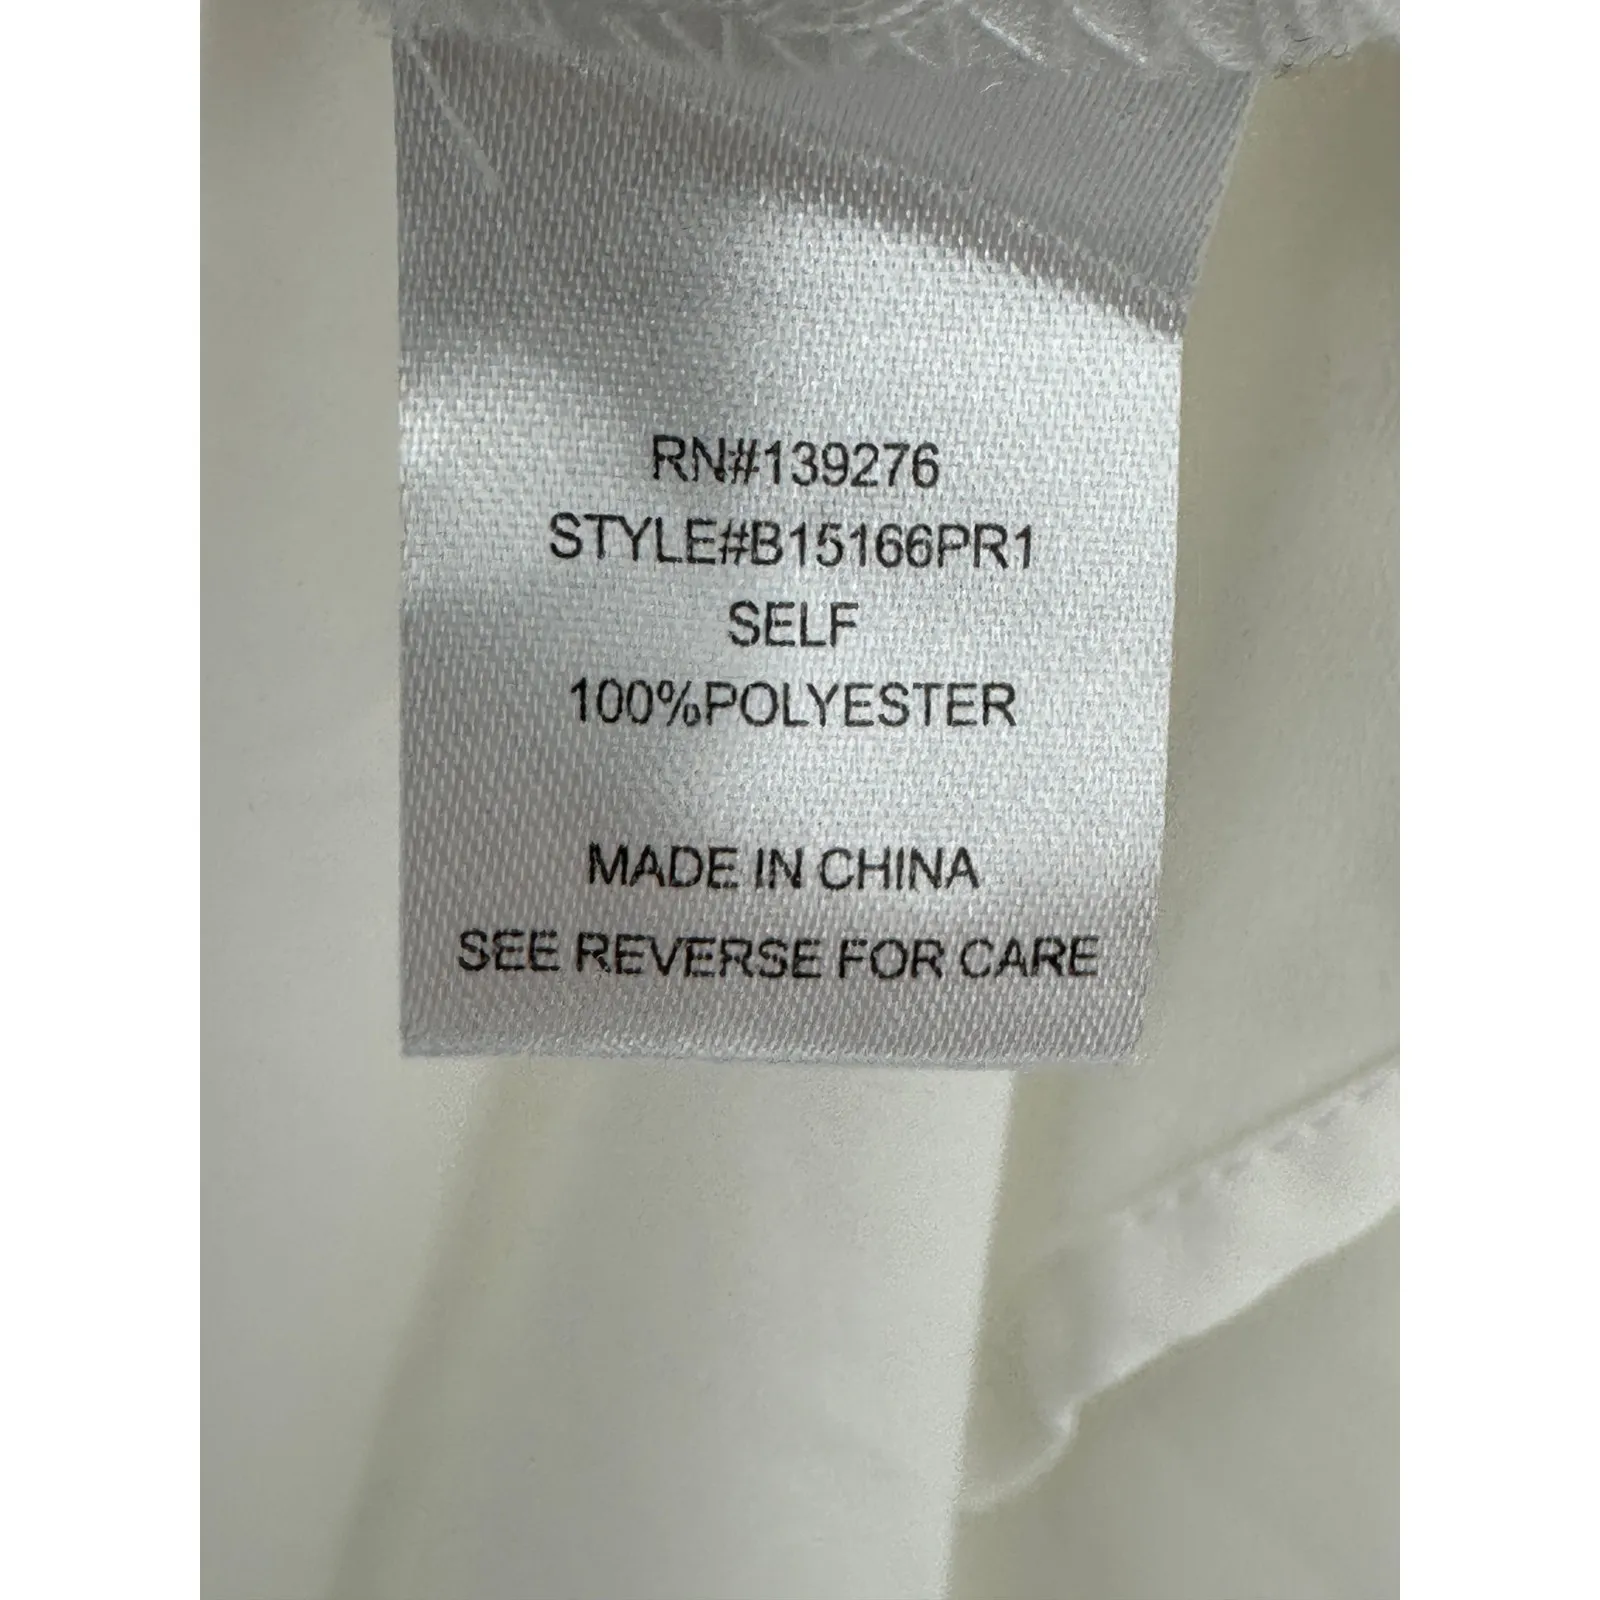 RN#139276
STYLE#B15166PR1
SELF
100%POLYESTER
MADE IN CHINA
SEE REVERSE FOR CARE